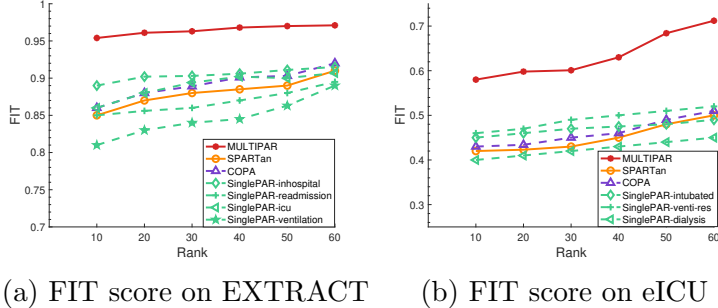 1
0.95
0.9
0.85
0.8
0.75
0.7
FIT
10 20 30 40 50 60
Rank
MULTIPAR
SPARTan
COPA
SinglePAR-inhospital
SinglePAR-readmission
SinglePAR-icu
SinglePAR-ventilation
(a) FIT score on EXTRACT
0.7
0.6
0.5
0.4
0.3
FIT
10 20 30 40 50 60
Rank
MULTIPAR
SPARTan
COPA
SinglePAR-intubated
SinglePAR-venti-res
SinglePAR-dialysis
(b) FIT score on eICU